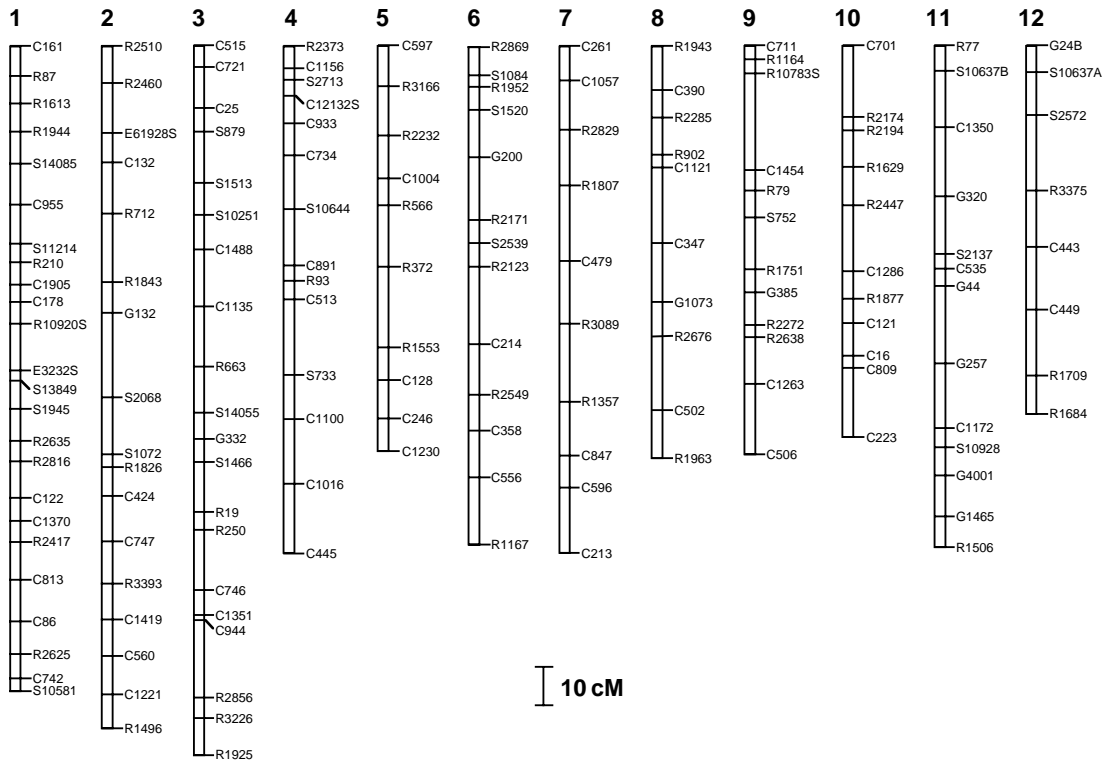 1 2 3 4 5 6 7 8 9 10 11 12
C161
R87
R1613
R1944
S14085
C955
S11214
R210
C1905
C178
R10920S
E3232S
S13849
S1945
R2635
R2816
C122
C1370
R2417
C813
C86
R2625
C742
S10581
R2510
R2460
E61928S
C132
R712
R1843
G132
S2068
S1072
R1826
C424
C747
R3393
C1419
C560
C1221
R1496
C515
C721
C25
S879
S1513
S10251
C1488
C1135
R663
S14055
G332
S1466
R19
R250
C746
C1351
C944
R2856
R3226
R1925
R2373
C1156
S2713
C12132S
C933
C734
S10644
C891
R93
C513
S733
C1100
C1016
C445
C597
R3166
R2232
C1004
R566
R372
R1553
C128
C246
C1230
R2869
S1084
R1952
S1520
G200
R2171
S2539
R2123
C214
R2549
C358
C556
R1167
C261
C1057
R2829
R1807
C479
R3089
R1357
C847
C596
C213
R1943
C390
R2285
R902
C1121
C347
G1073
R2676
C502
R1963
C711
R1164
R10783S
C1454
R79
S752
R1751
G385
R2272
R2638
C1263
C506
C701
R2174
R2194
R1629
R2447
C1286
R1877
C121
C16
C809
C223
R77
S10637B
C1350
G320
S2137
C535
G44
G257
C1172
S10928
G4001
G1465
R1506
G24B
S10637A
S2572
R3375
C443
C449
R1709
R1684
10 cM